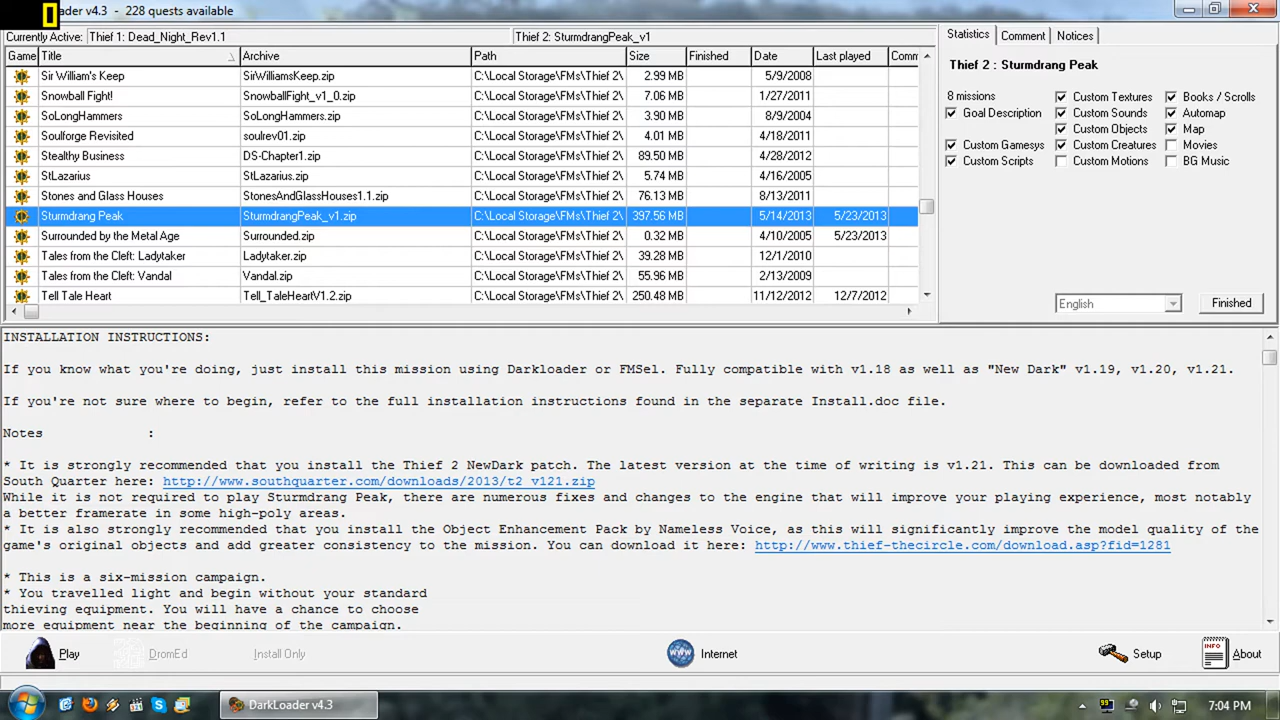 ader v4.3 - 228 quests available
Currently Active: Thief 1: Dead_Night_Rev1.1 Thief 2: SturmdrangPeak_v1
Game Title Archive Path Size Finished Date Last played Comm
Sir William's Keep SirWilliamsKeep.zip C:\Local Storage\FMs\Thief 2\ 2.99 MB 5/9/2008
Snowball Fight! SnowballFight_v1_0.zip C:\Local Storage\FMs\Thief 2\ 7.06 MB 1/27/2011
SoLongHammers SoLongHammers.zip C:\Local Storage\FMs\Thief 2\ 3.90 MB 8/9/2004
Soulforge Revisited soulrev01.zip C:\Local Storage\FMs\Thief 2\ 4.01 MB 4/18/2011
Stealthy Business DS-Chapter1.zip C:\Local Storage\FMs\Thief 2\ 89.50 MB 4/28/2012
StLazarius StLazarius.zip C:\Local Storage\FMs\Thief 2\ 5.74 MB 4/16/2005
Stones and Glass Houses StonesAndGlassHouses1.1.zip C:\Local Storage\FMs\Thief 2\ 76.13 MB 8/13/2011
Sturmdrang Peak SturmdrangPeak_v1.zip C:\Local Storage\FMs\Thief 2\ 397.56 MB 5/14/2013 5/23/2013
Surrounded by the Metal Age Surrounded.zip C:\Local Storage\FMs\Thief 2\ 0.32 MB 4/10/2005 5/23/2013
Tales from the Cleft: Ladytaker Ladytaker.zip C:\Local Storage\FMs\Thief 2\ 39.28 MB 12/1/2010
Tales from the Cleft: Vandal Vandal.zip C:\Local Storage\FMs\Thief 2\ 55.96 MB 2/13/2009
Tell Tale Heart Tell_TaleHeartV1.2.zip C:\Local Storage\FMs\Thief 2\ 250.48 MB 11/12/2012 12/7/2012
Statistics Comment Notices
Thief 2 : Sturmdrang Peak
8 missions Custom Textures Books / Scrolls
Goal Description Custom Sounds Automap
Custom Objects Map
Custom Gamesys Custom Creatures Movies
Custom Scripts Custom Motions BG Music
English Finished
INSTALLATION INSTRUCTIONS:
If you know what you're doing, just install this mission using Darkloader or FMSel. Fully compatible with v1.18 as well as "New Dark" v1.19, v1.20, v1.21.
If you're not sure where to begin, refer to the full installation instructions found in the separate Install.doc file.
Notes :
* It is strongly recommended that you install the Thief 2 NewDark patch. The latest version at the time of writing is v1.21. This can be downloaded from
South Quarter here: http://www.southquarter.com/downloads/2013/t2_v121.zip
While it is not required to play Sturmdrang Peak, there are numerous fixes and changes to the engine that will improve your playing experience, most notably
a better framerate in some high-poly areas.
* It is also strongly recommended that you install the Object Enhancement Pack by Nameless Voice, as this will significantly improve the model quality of the
game's original objects and add greater consistency to the mission. You can download it here: http://www.thief-thecircle.com/download.asp?fid=1281
* This is a six-mission campaign.
* You travelled light and begin without your standard
thieving equipment. You will have a chance to choose
more equipment near the beginning of the campaign.
Play DromEd Install Only www Internet Setup INFO About
DarkLoader v4.3 99 7:04 PM